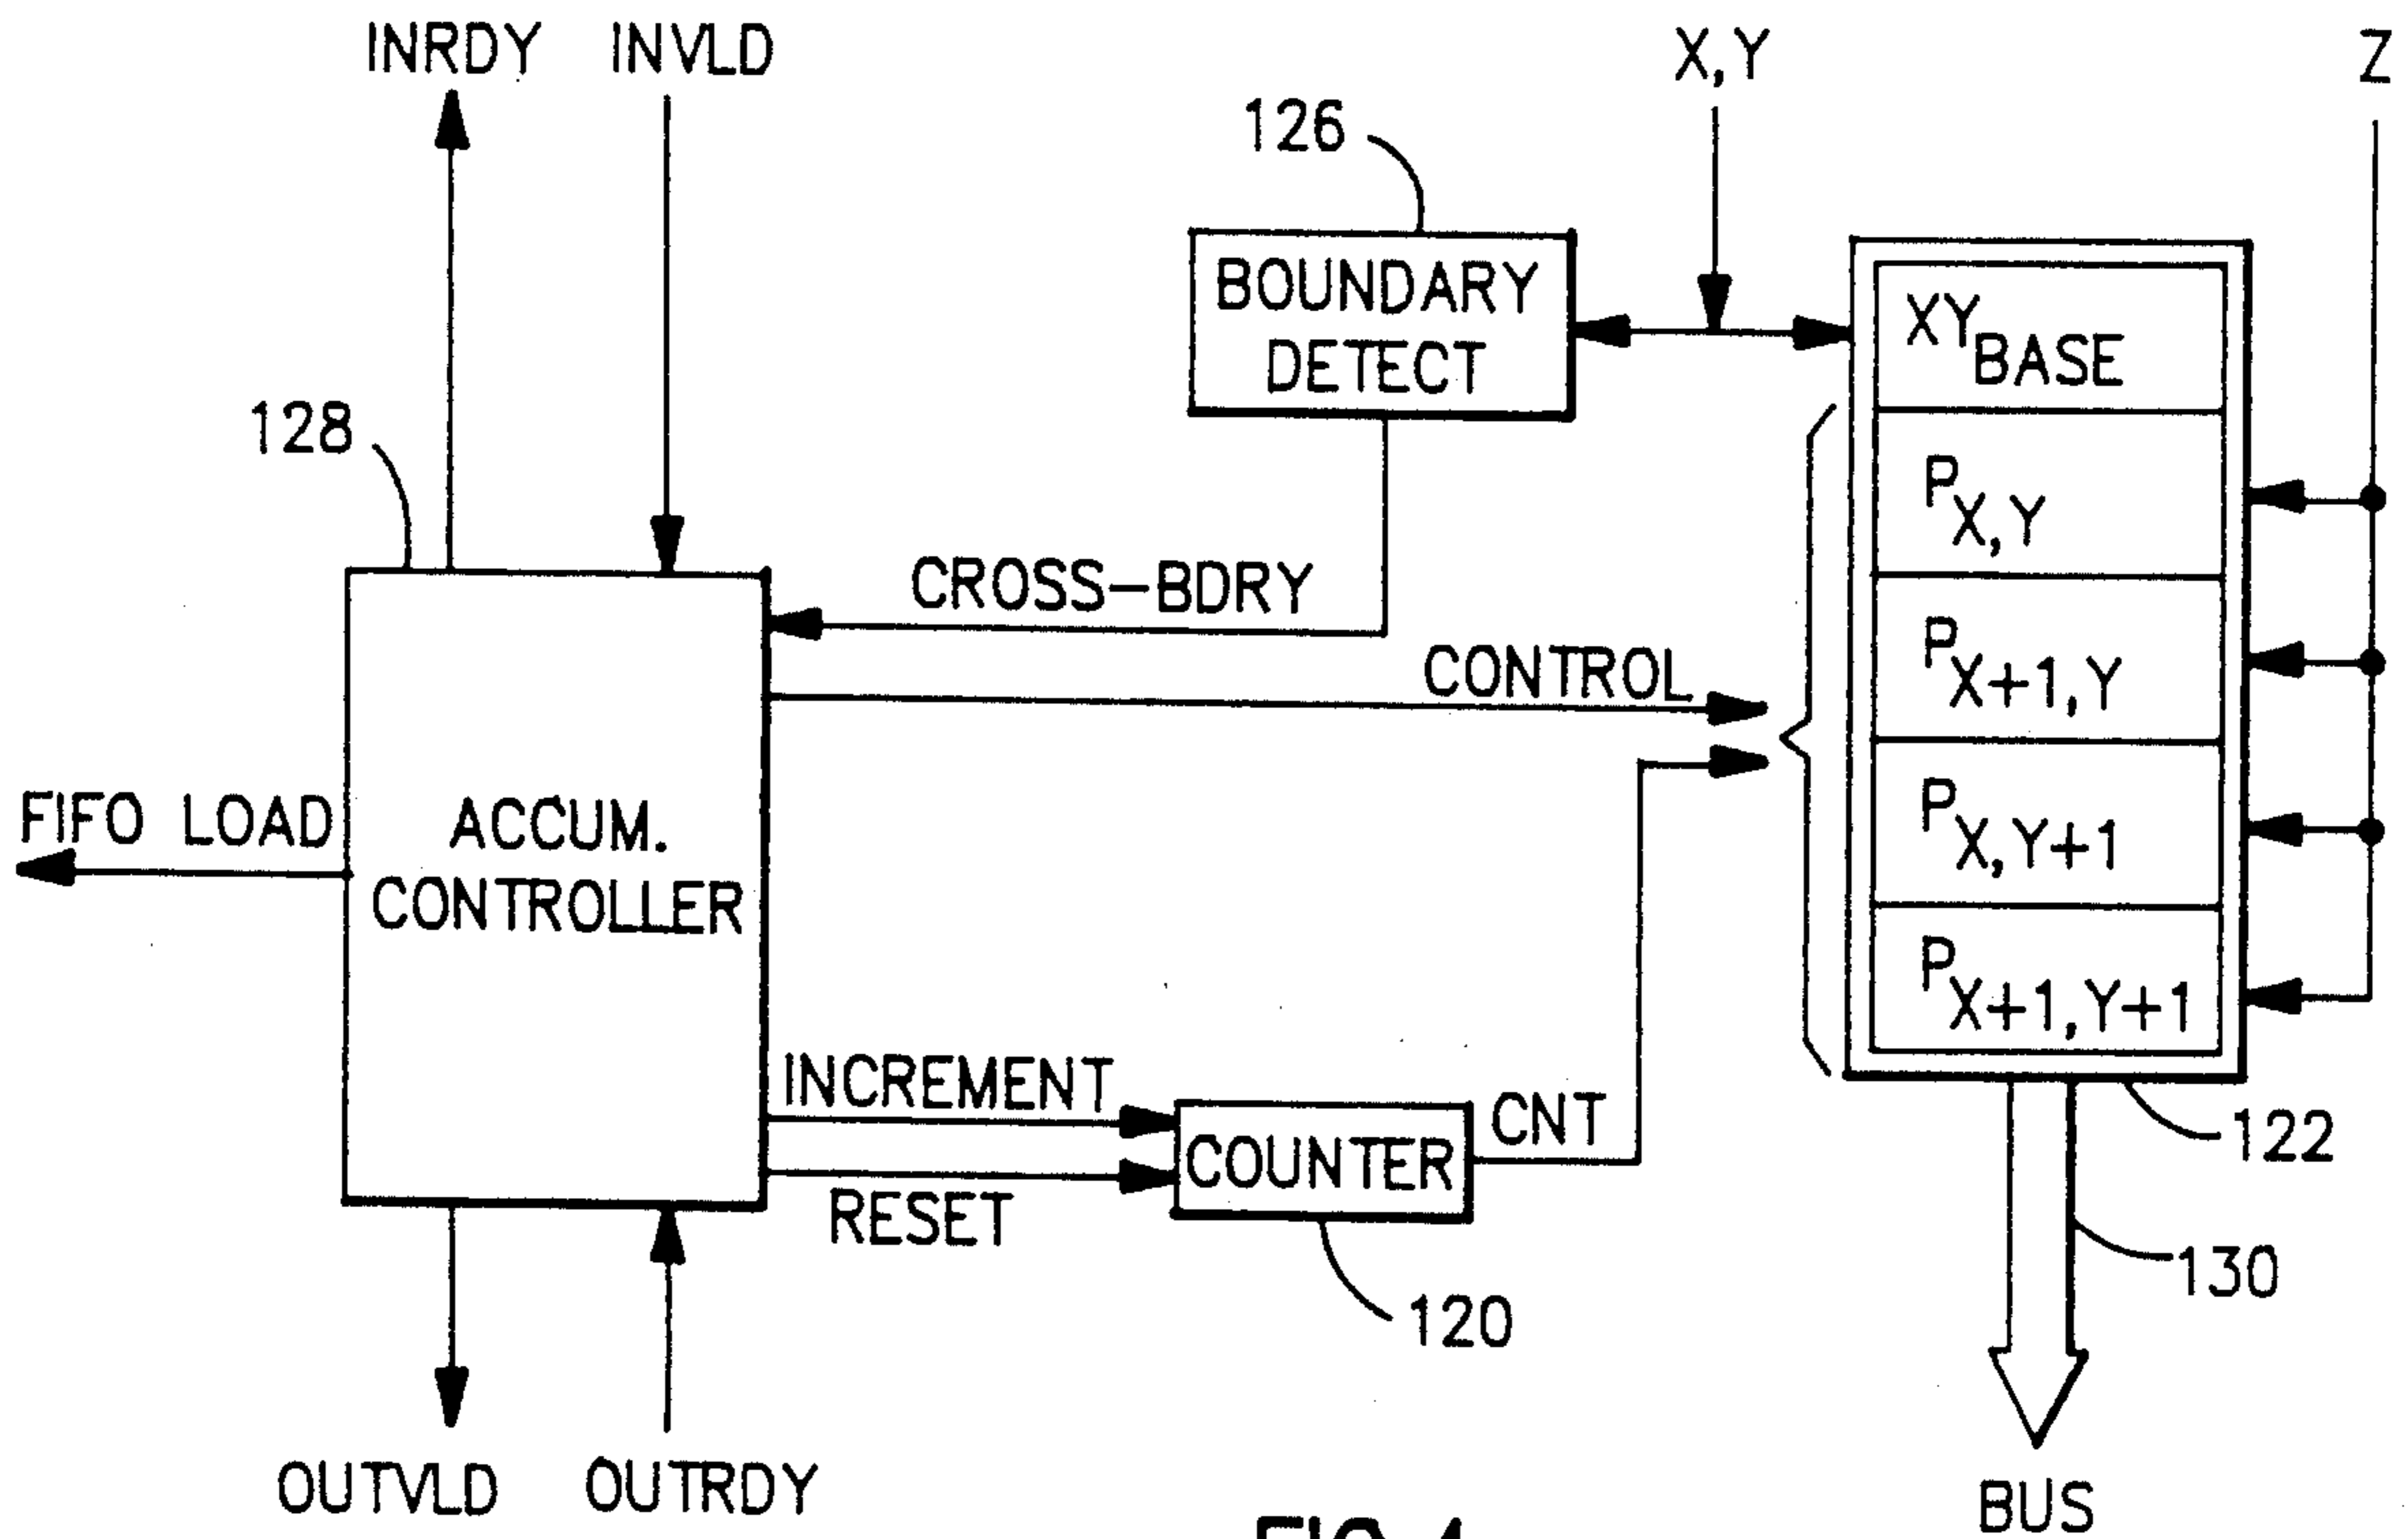 INRDY
INVLD
X,Y
Z
126
BOUNDARY
DETECT
XY BASE
128
P X,Y
CROSS-BDRY
P X+1,Y
CONTROL
FIFO LOAD
ACCUM.
CONTROLLER
P X,Y+1
P X+1,Y+1
INCREMENT
CNT
COUNTER
RESET
122
130
120
OUTVLD
OUTRDY
BUS